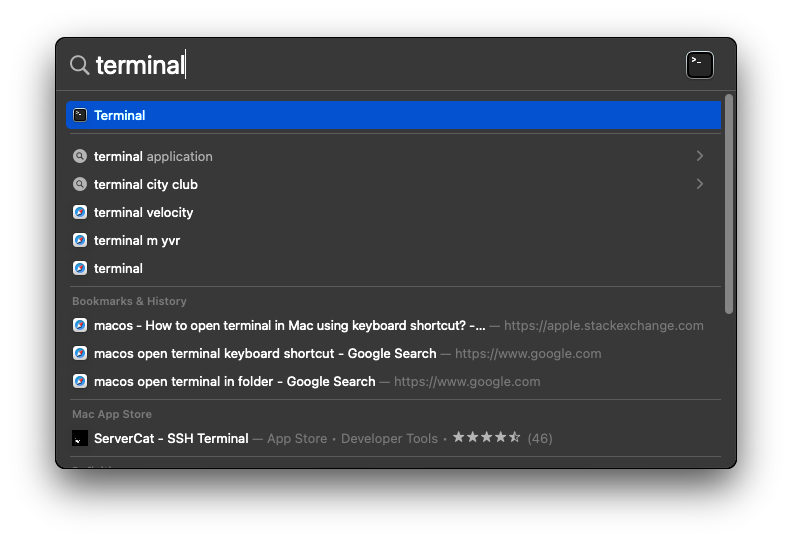 terminal
Terminal
terminal application
terminal city club
terminal velocity
terminal m yvr
terminal
Bookmarks & History
macos - How to open terminal in Mac using keyboard shortcut? -... — https://apple.stackexchange.com
macos open terminal keyboard shortcut - Google Search — https://www.google.com
macos open terminal in folder - Google Search — https://www.google.com
Mac App Store
ServerCat - SSH Terminal — App Store • Developer Tools • ★★★★⯪ (46)